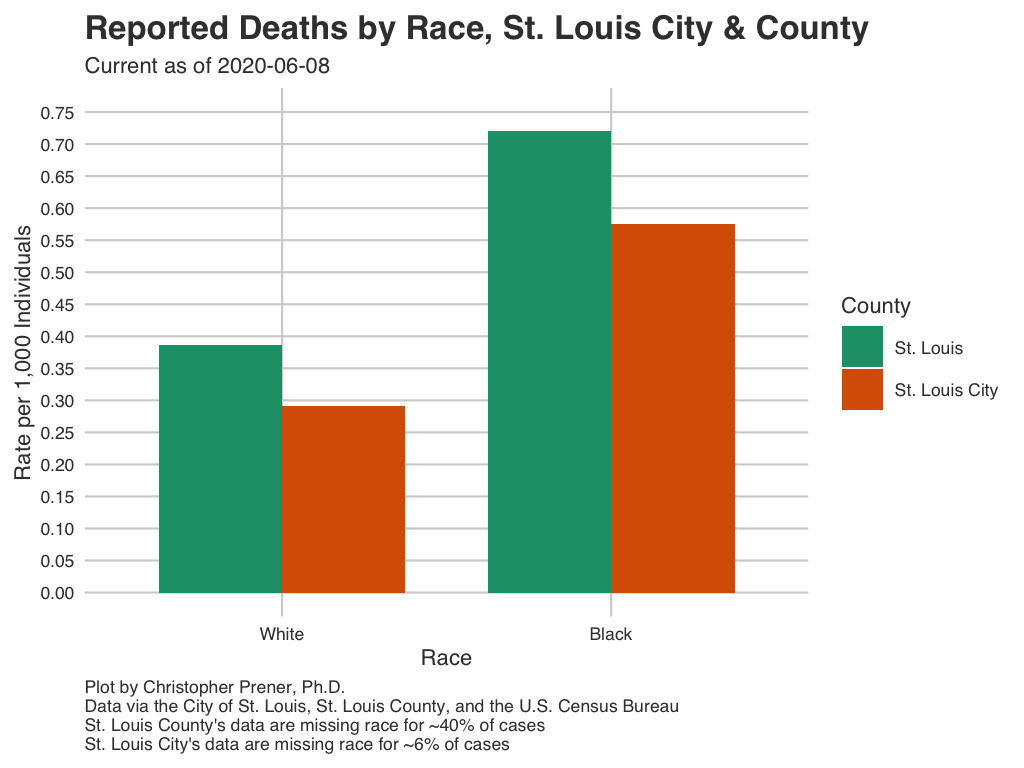 Reported Deaths by Race, St. Louis City & County
Current as of 2020-06-08
Rate per 1,000 Individuals
0.75
0.70
0.65
0.60
0.55
0.50
0.45
0.40
0.35
0.30
0.25
0.20
0.15
0.10
0.05
0.00
White
Black
Race
County
St. Louis
St. Louis City
Plot by Christopher Prener, Ph.D.
Data via the City of St. Louis, St. Louis County, and the U.S. Census Bureau
St. Louis County's data are missing race for ~40% of cases
St. Louis City's data are missing race for ~6% of cases